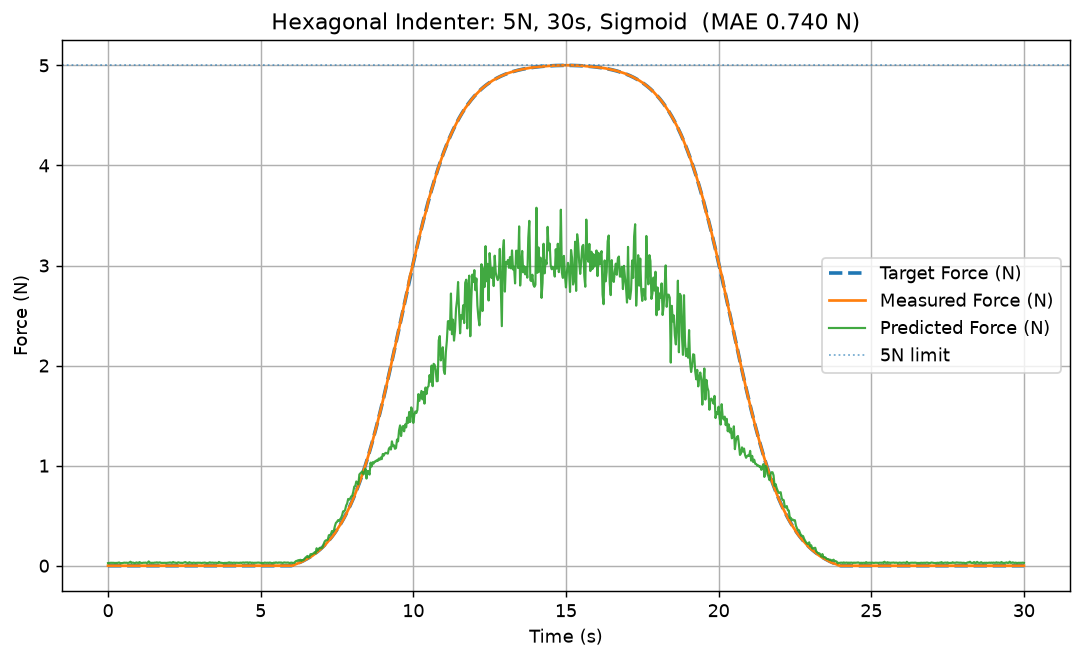 Hexagonal Indenter: 5N, 30s, Sigmoid (MAE 0.740 N)
Force (N)
5
4
3
2
1
0
Target Force (N)
Measured Force (N)
Predicted Force (N)
5N limit
0 5 10 15 20 25 30
Time (s)